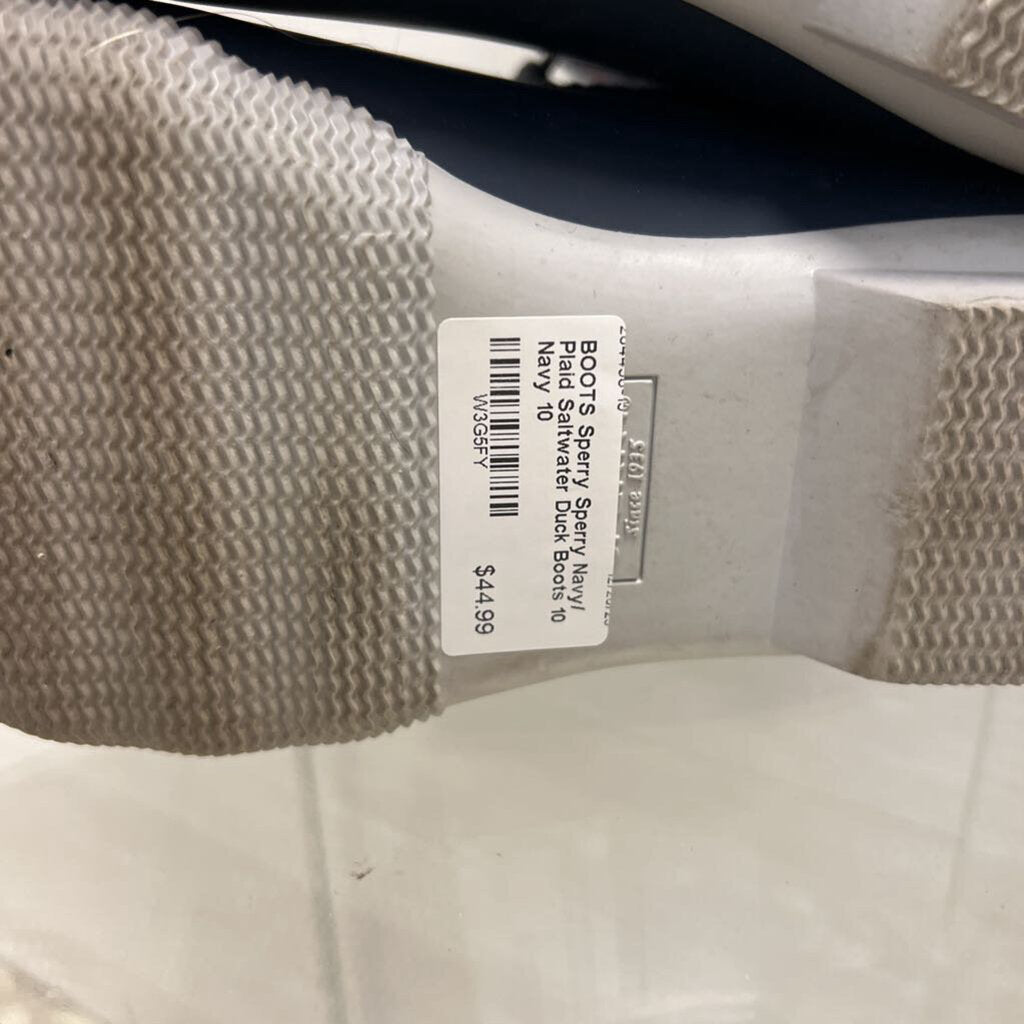 BOOTS Sperry Sperry Navy/
Plaid Saltwater Duck Boots 10
Navy 10
W3G5FY
$44.99